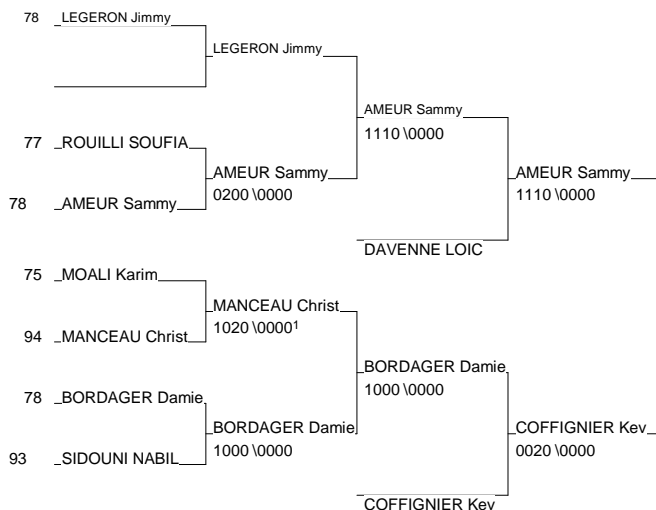 78 LEGERON Jimmy
LEGERON Jimmy
AMEUR Sammy
1110 \0000
77 ROUILLI SOUFIA
AMEUR Sammy
0200 \0000
AMEUR Sammy
1110 \0000
78 AMEUR Sammy
DAVENNE LOIC
75 MOALI Karim
MANCEAU Christ
1020 \0000¹
94 MANCEAU Christ
BORDAGER Damie
1000 \0000
78 BORDAGER Damie
BORDAGER Damie
1000 \0000
COFFIGNIER Kev
0020 \0000
93 SIDOUNI NABIL
COFFIGNIER Kev